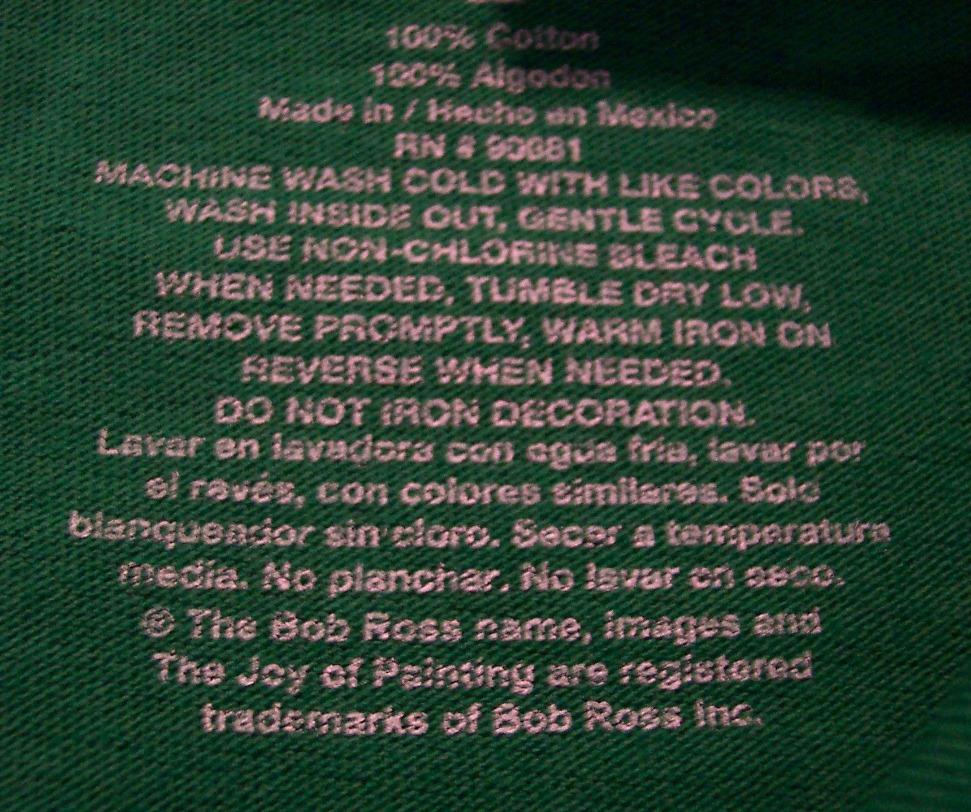 100% Cotton
100% Algodon
Made in / Hecho en Mexico
RN # 90681
MACHINE WASH COLD WITH LIKE COLORS,
WASH INSIDE OUT, GENTLE CYCLE.
USE NON-CHLORINE BLEACH
WHEN NEEDED, TUMBLE DRY LOW,
REMOVE PROMPTLY, WARM IRON ON
REVERSE WHEN NEEDED.
DO NOT IRON DECORATION.
Lavar en lavadora con agua fria, lavar por
el revés, con colores similares. Solo
blanqueador sin cloro. Secar a temperatura
media. No planchar. No lavar en seco.
® The Bob Ross name, images and
The Joy of Painting are registered
trademarks of Bob Ross Inc.